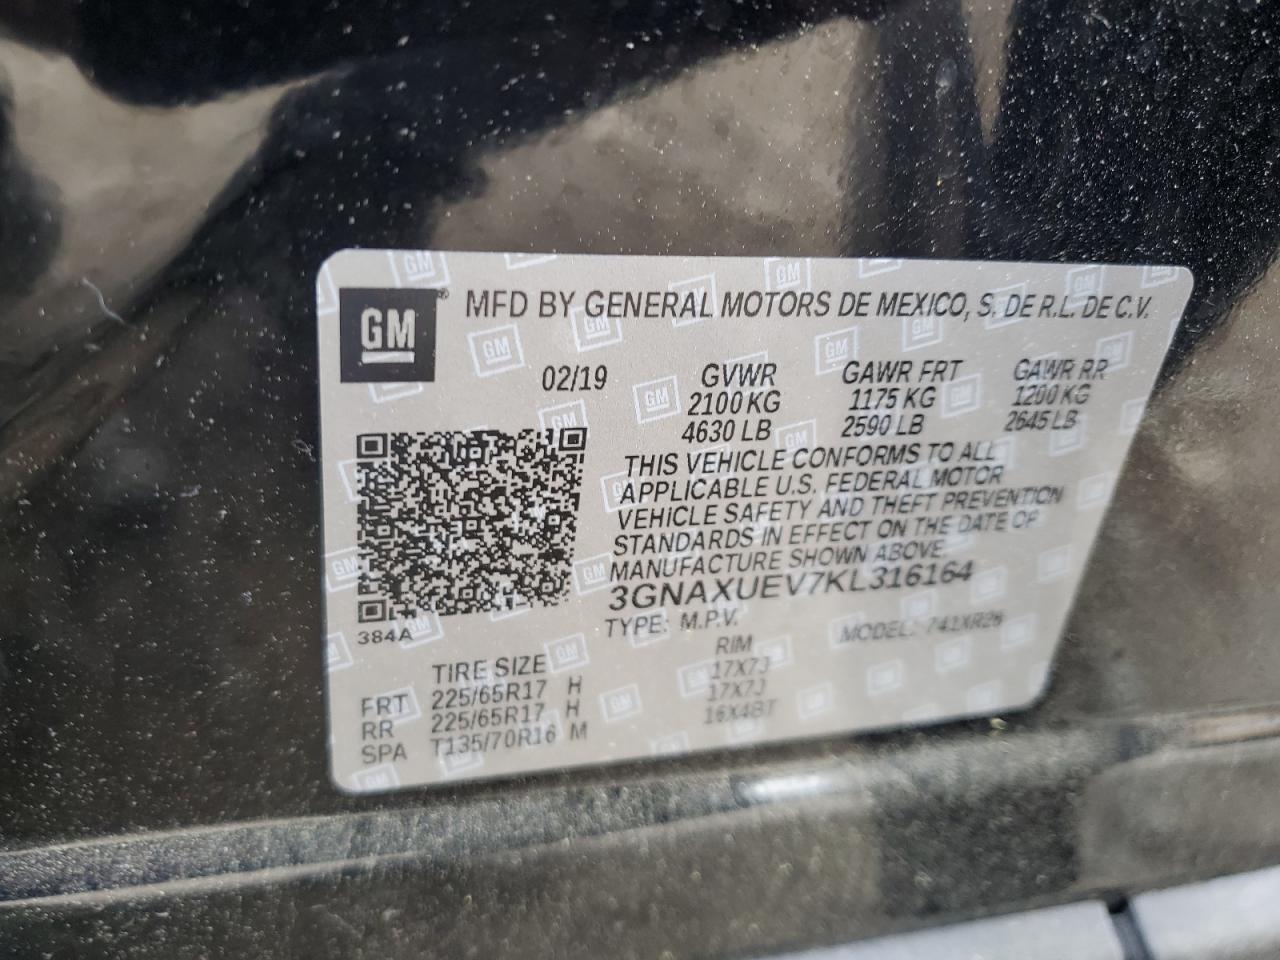 GM® MFD BY GENERAL MOTORS DE MEXICO, S. DE R.L. DE C.V.
02/19 GVWR GAWR FRT GAWR RR
2100 KG 1175 KG 1200 KG
4630 LB 2590 LB 2645 LB
THIS VEHICLE CONFORMS TO ALL
APPLICABLE U.S. FEDERAL MOTOR
VEHICLE SAFETY AND THEFT PREVENTION
STANDARDS IN EFFECT ON THE DATE OF
MANUFACTURE SHOWN ABOVE
3GNAXUEV7KL316164
384A TYPE: M.P.V. MODEL: 741XR26
TIRE SIZE RIM
FRT 225/65R17 H 17X7J
RR 225/65R17 H 17X7J
SPA T135/70R16 M 16X4BT